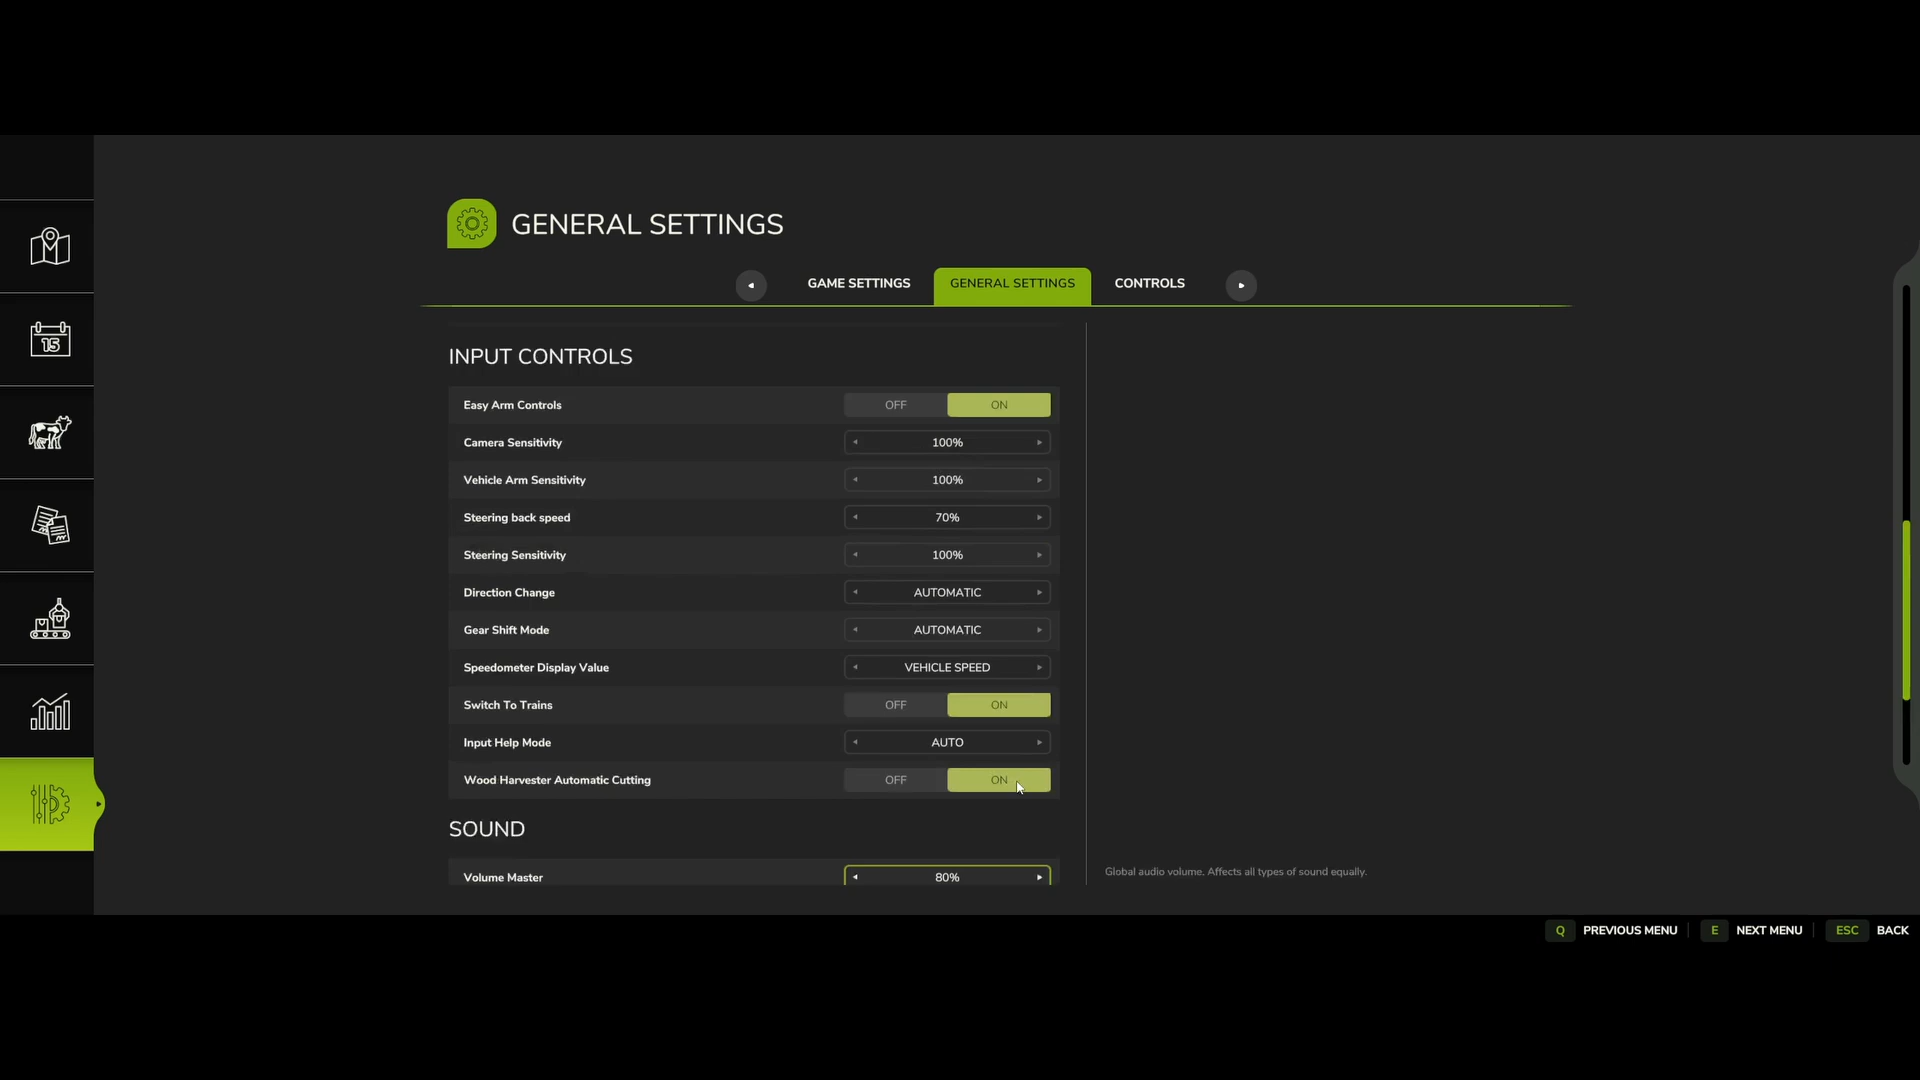 GENERAL SETTINGS
GAME SETTINGS GENERAL SETTINGS CONTROLS
INPUT CONTROLS
Easy Arm Controls OFF ON
Camera Sensitivity 100%
Vehicle Arm Sensitivity 100%
Steering back speed 70%
Steering Sensitivity 100%
Direction Change AUTOMATIC
Gear Shift Mode AUTOMATIC
Speedometer Display Value VEHICLE SPEED
Switch To Trains OFF ON
Input Help Mode AUTO
Wood Harvester Automatic Cutting OFF ON
SOUND
Volume Master 80%
Global audio volume. Affects all types of sound equally.
15
Q PREVIOUS MENU E NEXT MENU ESC BACK